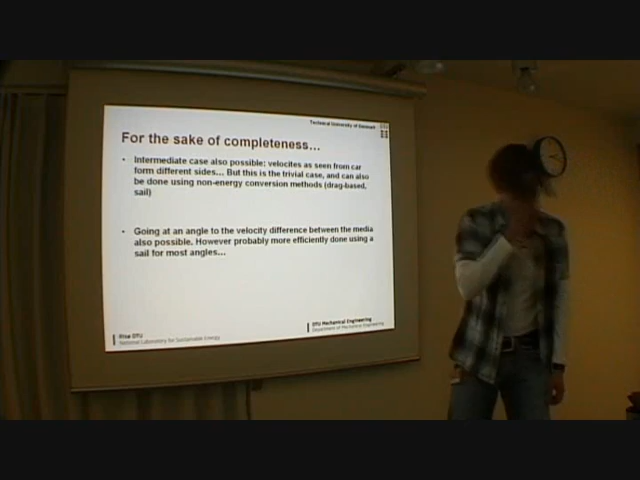 Technical University of Denmark
For the sake of completeness…
• Intermediate case also possible: velocites as seen from car
form different sides… But this is the trivial case, and can also
be done using non-energy conversion methods (drag-based,
sail)
• Going at an angle to the velocity difference between the media
also possible. However probably more efficiently done using a
sail for most angles…
Risø DTU
National Laboratory for Sustainable Energy
DTU Mechanical Engineering
Department of Mechanical Engineering